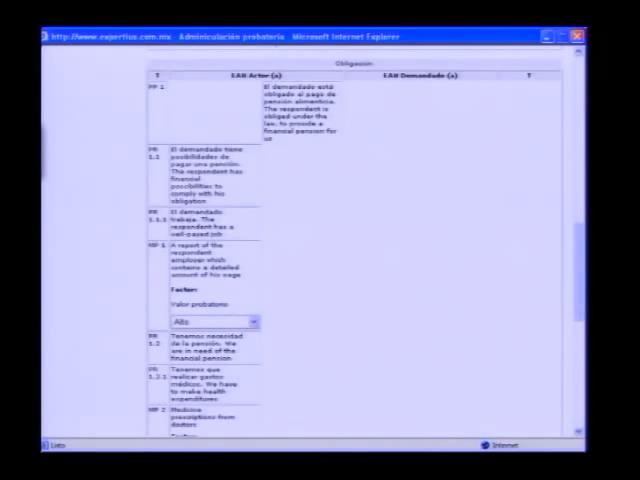 http://www.expertius.com.mx - Adminiculación probatoria - Microsoft Internet Explorer
Obligación
T EAN Actor (a) EAN Demandado (a) T
PP 1 El demandado está
obligado al pago de
pensión alimenticia.
The respondent is
obliged under the
law, to provide a
financial pension for
us
PR El demandado tiene
1.1 posibilidades de
pagar una pensión.
The respondent has
financial
possibilities to
comply with his
obligation
PR El demandado
1.1.1 trabaja. The
respondent has a
well-paged job
MP 1 A report of the
respondent
employer which
contains a detailed
account of his wage
Factor:
Valor probatorio
Alto
PR Tenemos necesidad
1.2 de la pensión. We
are in need of the
financial pension
PR Tenemos que
1.2.1 realizar gastos
médicos. We have
to make health
expenditures
MP 2 Medicine
prescriptions from
doctors
Listo Internet